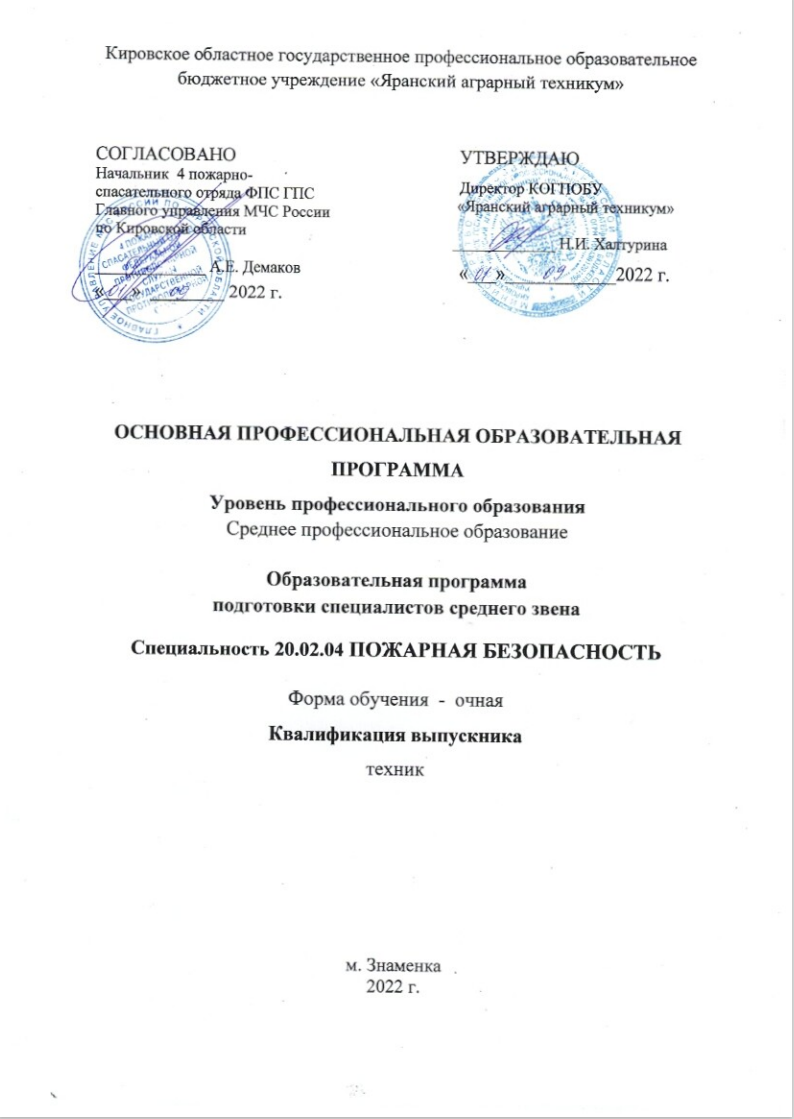 Кировское областное государственное профессиональное образовательное
бюджетное учреждение «Яранский аграрный техникум»
СОГЛАСОВАНО
Начальник 4 пожарно-
спасательного отряда ФПС ГПС
Главного управления МЧС России
по Кировской области
А.Е. Демаков
«01» 09 2022 г.
УТВЕРЖДАЮ
Директор КОГПОБУ
«Яранский аграрный техникум»
Н.И. Халтурина
«01» 09 2022 г.
ОСНОВНАЯ ПРОФЕССИОНАЛЬНАЯ ОБРАЗОВАТЕЛЬНАЯ
ПРОГРАММА
Уровень профессионального образования
Среднее профессиональное образование
Образовательная программа
подготовки специалистов среднего звена
Специальность 20.02.04 ПОЖАРНАЯ БЕЗОПАСНОСТЬ
Форма обучения - очная
Квалификация выпускника
техник
м. Знаменка
2022 г.